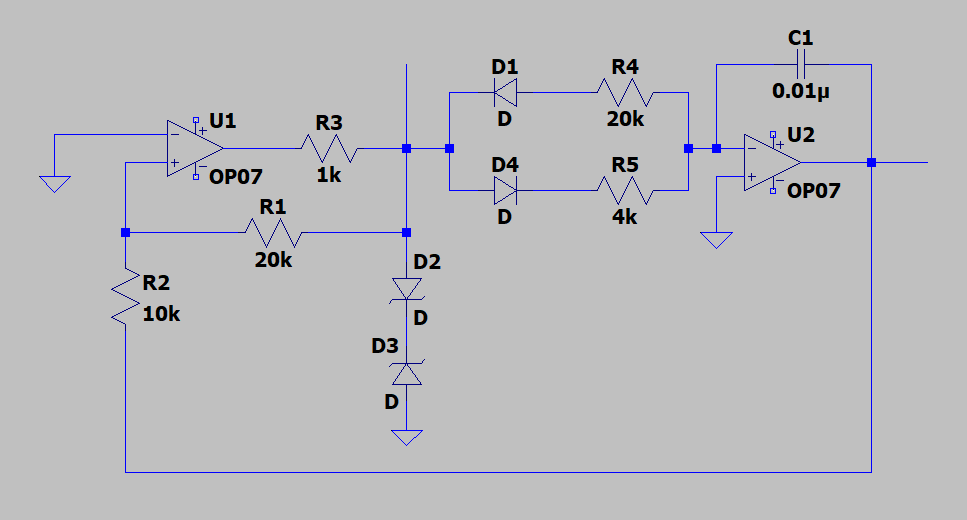 C1
0.01µ
D1
D
R4
20k
U1
OP07
R3
1k
D4
D
R5
4k
U2
OP07
R1
20k
D2
D
R2
10k
D3
D